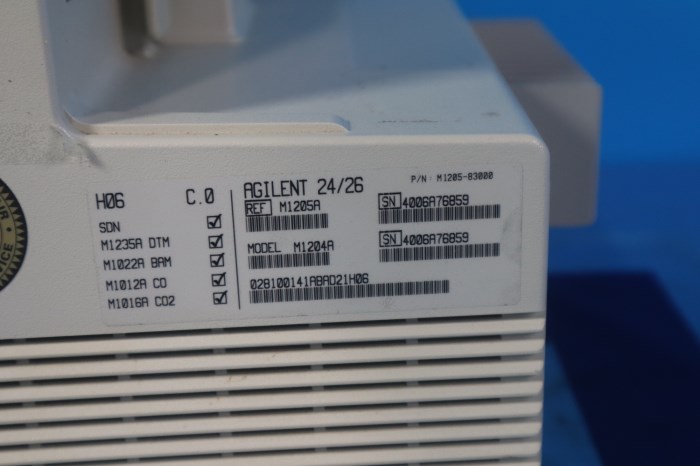 H06 C.0
SDN
M1235A DTM
M1022A BAM
M1012A CO
M1016A CO2
AGILENT 24/26
P/N: M1205-83000
REF M1205A
SN 4006A76859
MODEL M1204A
SN 4006A76859
028100141ABAD21H06